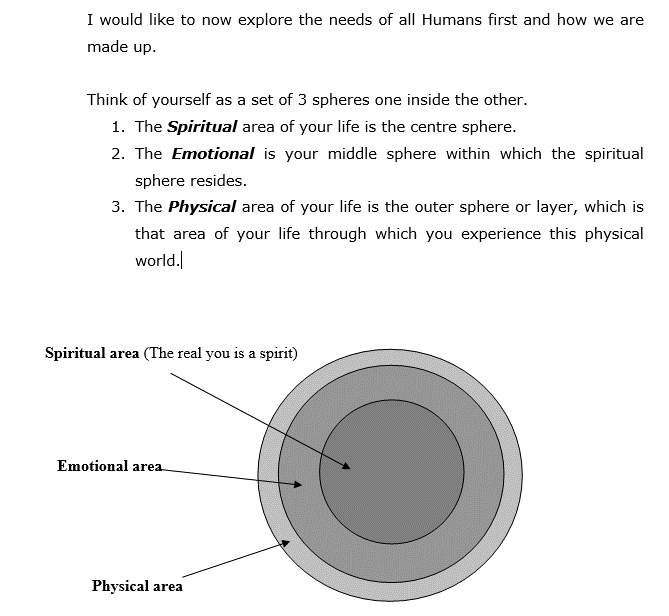 I would like to now explore the needs of all Humans first and how we are
made up.
Think of yourself as a set of 3 spheres one inside the other.
1. The Spiritual area of your life is the centre sphere.
2. The Emotional is your middle sphere within which the spiritual
sphere resides.
3. The Physical area of your life is the outer sphere or layer, which is
that area of your life through which you experience this physical
world.
Spiritual area (The real you is a spirit)
Emotional area
Physical area